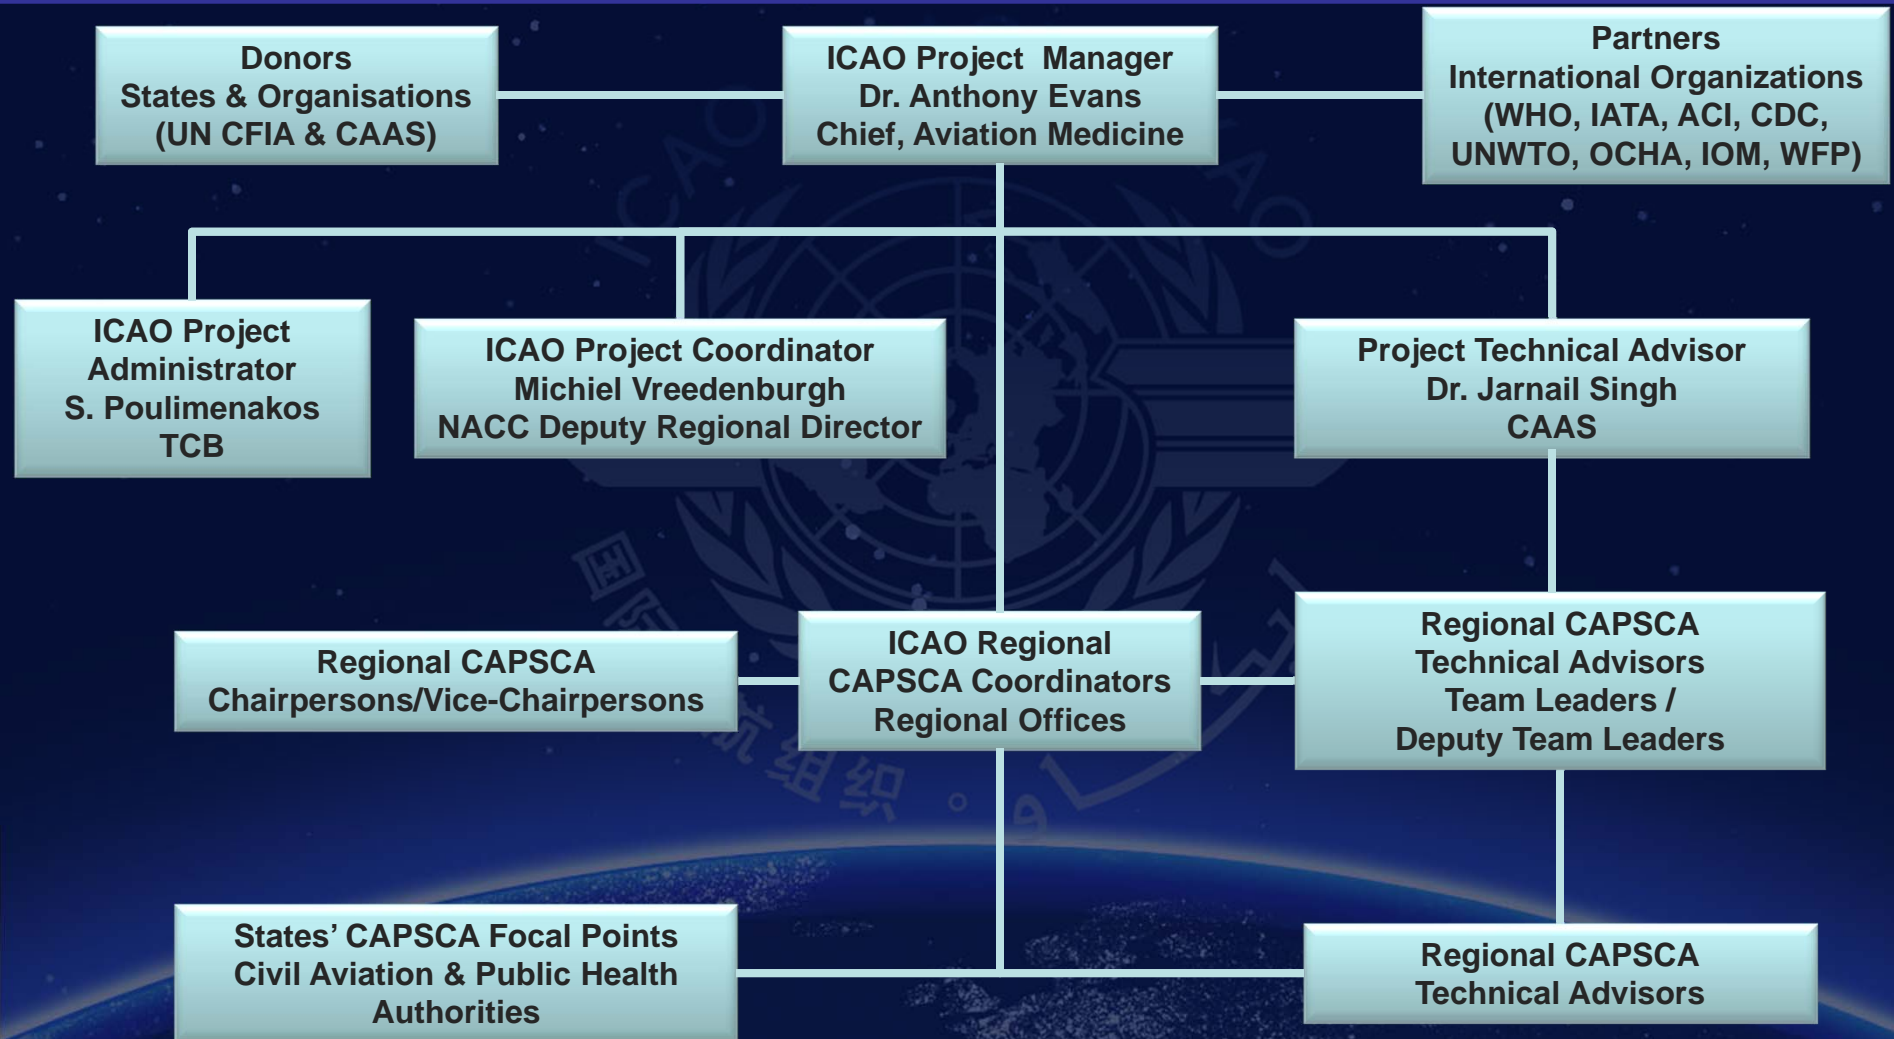 Donors
States & Organisations
(UN CFIA & CAAS)
ICAO Project Manager
Dr. Anthony Evans
Chief, Aviation Medicine
Partners
International Organizations
(WHO, IATA, ACI, CDC,
UNWTO, OCHA, IOM, WFP)
ICAO Project
Administrator
S. Poulimenakos
TCB
ICAO Project Coordinator
Michiel Vreedenburgh
NACC Deputy Regional Director
Project Technical Advisor
Dr. Jarnail Singh
CAAS
Regional CAPSCA
Chairpersons/Vice-Chairpersons
ICAO Regional
CAPSCA Coordinators
Regional Offices
Regional CAPSCA
Technical Advisors
Team Leaders /
Deputy Team Leaders
States’ CAPSCA Focal Points
Civil Aviation & Public Health
Authorities
Regional CAPSCA
Technical Advisors
ICAO
组织